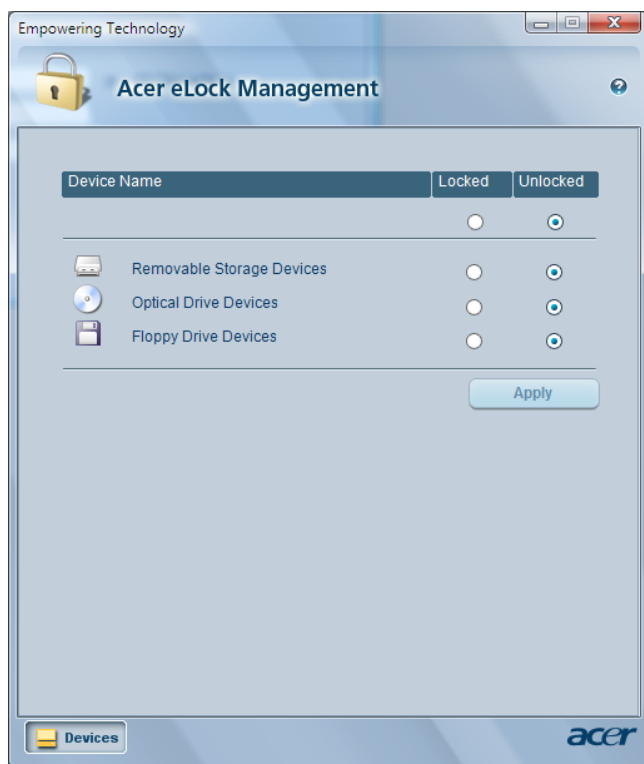 Empowering Technology
Acer eLock Management
Device Name Locked Unlocked
Removable Storage Devices
Optical Drive Devices
Floppy Drive Devices
Apply
Devices
acer